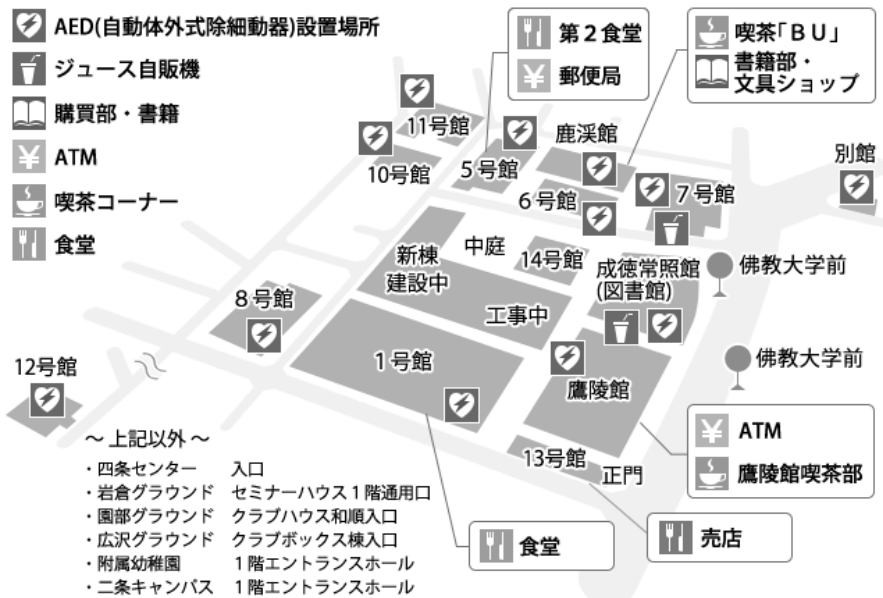 AED(自動体外式除細動器)設置場所
ジュース自販機
購買部・書籍
¥ ATM
喫茶コーナー
食堂
第２食堂
¥ 郵便局
喫茶「ＢＵ」
書籍部・
文具ショップ
11号館
10号館
5号館
鹿渓館
6号館
7号館
別館
新棟
建設中
中庭
14号館
成徳常照館
(図書館)
佛教大学前
工事中
8号館
1号館
鷹陵館
佛教大学前
12号館
13号館
正門
¥ ATM
鷹陵館喫茶部
食堂
売店
～上記以外～
・四条センター 入口
・岩倉グラウンド セミナーハウス１階通用口
・園部グラウンド クラブハウス和順入口
・広沢グラウンド クラブボックス棟入口
・附属幼稚園 １階エントランスホール
・二条キャンパス １階エントランスホール